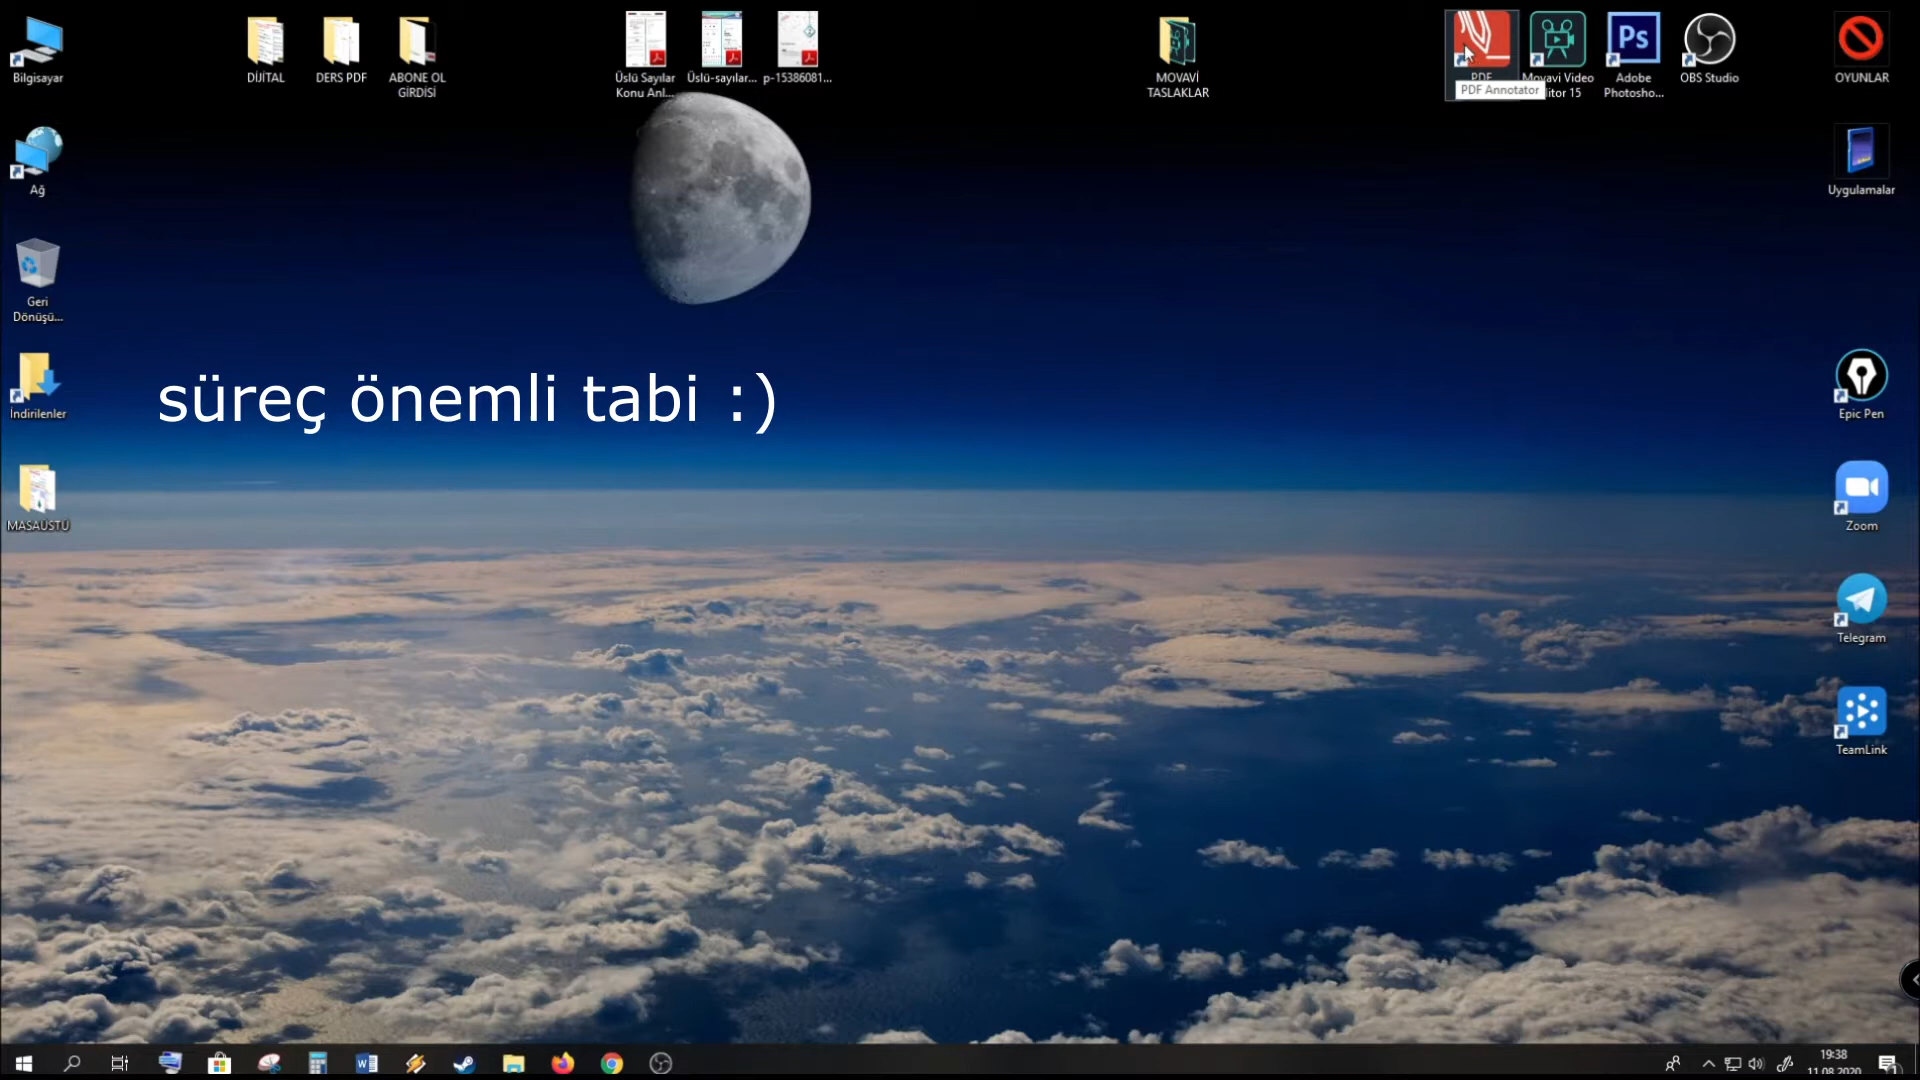 Bilgisayar
DİJİTAL
DERS PDF
ABONE OL
GİRDİSİ
Üslü Sayılar
Konu Anl...
Üslü-sayılar...
p-15386081...
MOVAVİ
TASLAKLAR
PDF
PDF Annotator
Movavi Video
itor 15
Adobe
Photosho...
OBS Studio
OYUNLAR
Ağ
Uygulamalar
Geri
Dönüşü...
süreç önemli tabi :)
İndirilenler
Epic Pen
MASAÜSTÜ
Zoom
Telegram
TeamLink
19:38
11.08.2020